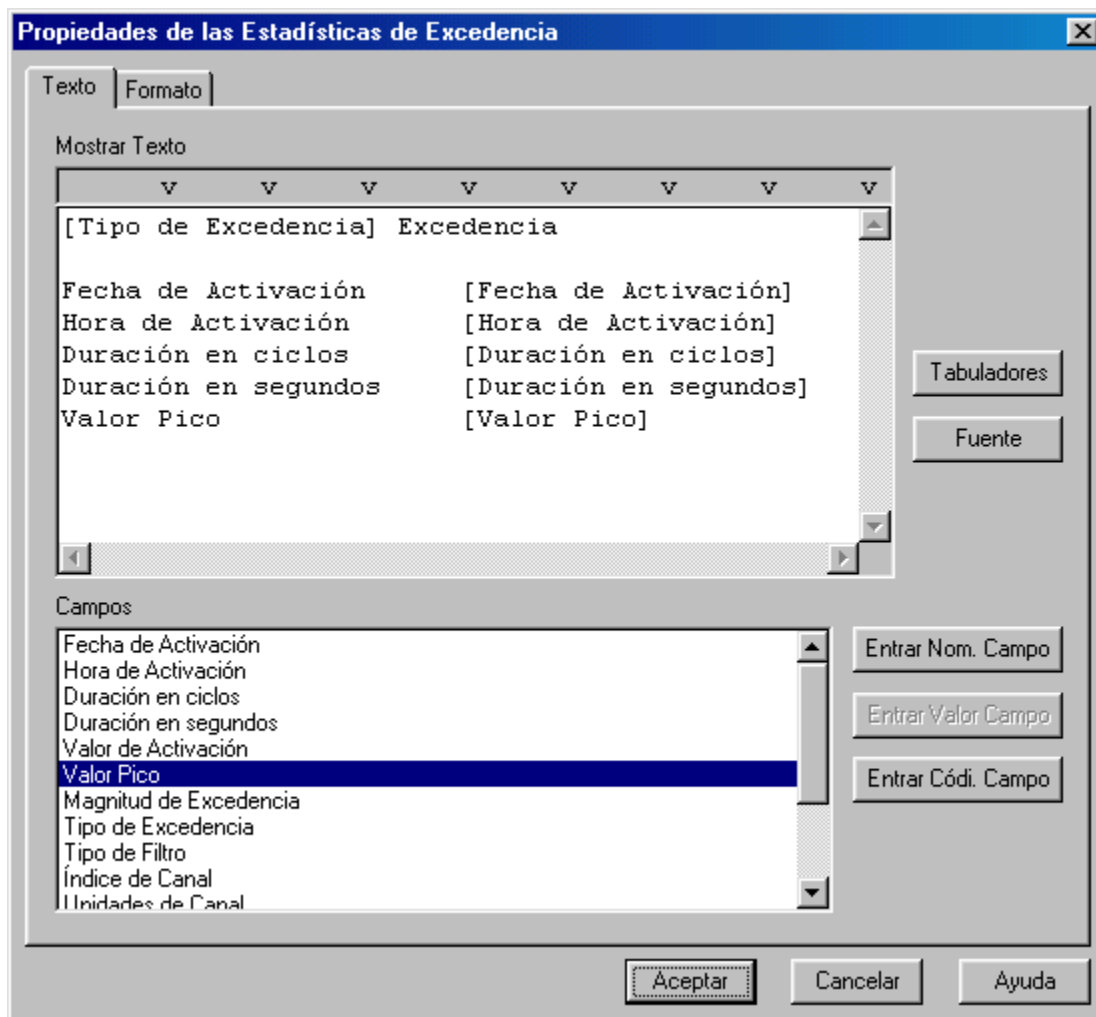 Propiedades de las Estadísticas de Excedencia
Texto Formato
Mostrar Texto
v v v v v v v v
[Tipo de Excedencia] Excedencia
Fecha de Activación [Fecha de Activación]
Hora de Activación [Hora de Activación]
Duración en ciclos [Duración en ciclos]
Duración en segundos [Duración en segundos]
Valor Pico [Valor Pico]
Tabuladores
Fuente
Campos
Fecha de Activación
Hora de Activación
Duración en ciclos
Duración en segundos
Valor de Activación
Valor Pico
Magnitud de Excedencia
Tipo de Excedencia
Tipo de Filtro
Índice de Canal
Unidades de Canal
Entrar Nom. Campo
Entrar Valor Campo
Entrar Códi. Campo
Aceptar Cancelar Ayuda